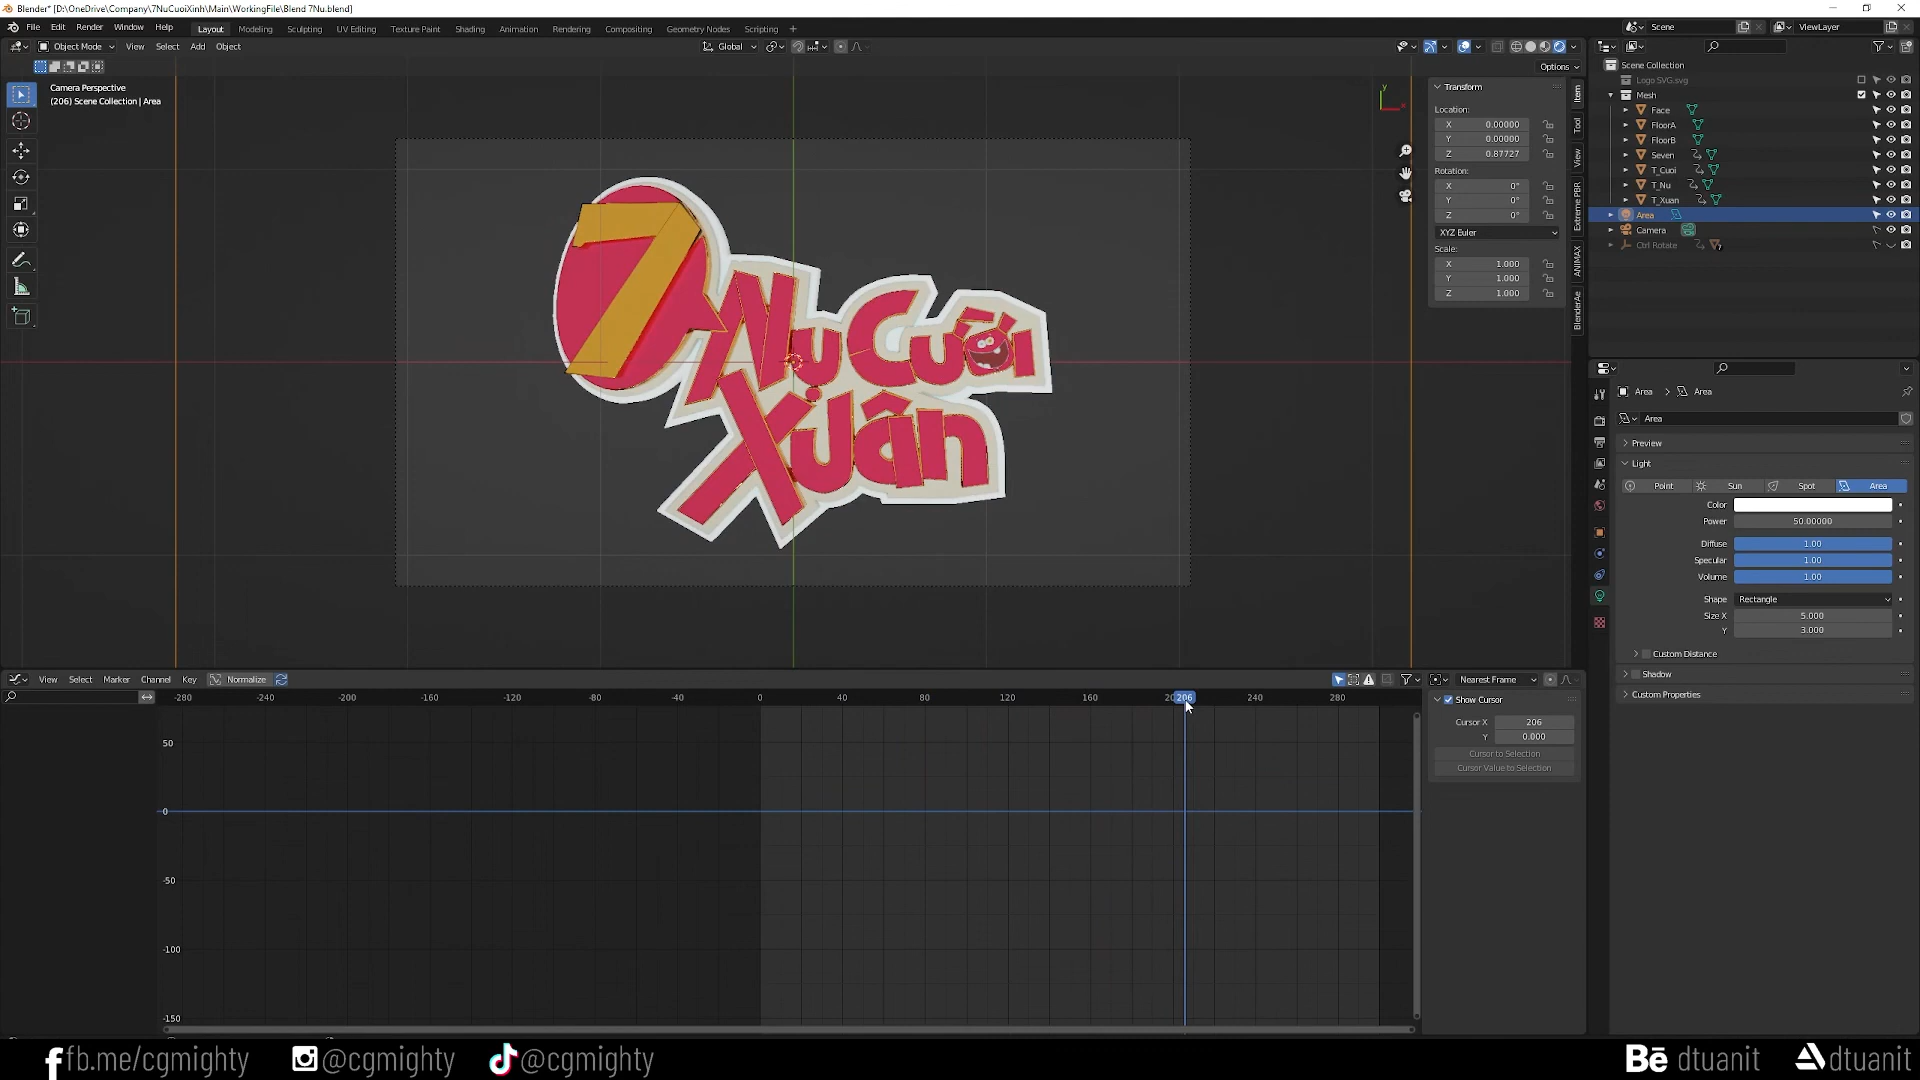 Blender* [D:\OneDrive\Company\7NuCuoiXinh\Main\WorkingFile\Blend 7Nu.blend]
File Edit Render Window Help
Layout Modeling Sculpting UV Editing Texture Paint Shading Animation Rendering Compositing Geometry Nodes Scripting +
Scene
ViewLayer
Object Mode View Select Add Object
Global
Options
Camera Perspective
(206) Scene Collection | Area
7
Nụ Cười
Xuân
y
x
Transform
Location:
X 0.00000
Y 0.00000
Z 0.87727
Rotation:
X 0°
Y 0°
Z 0°
XYZ Euler
Scale:
X 1.000
Y 1.000
Z 1.000
Item
Tool
View
Extreme PBR
ANIMAX
BlenderAe
Scene Collection
Logo SVG.svg
Mesh
Face
FloorA
FloorB
Seven
T_Cuoi
T_Nu
T_Xuan
Area
Camera
Ctrl Rotate
Area > Area
Area
Preview
Light
Point Sun Spot Area
Color
Power 50.00000
Diffuse 1.00
Specular 1.00
Volume 1.00
Shape Rectangle
Size X 5.000
Y 3.000
Custom Distance
Shadow
Custom Properties
View Select Marker Channel Key Normalize
Nearest Frame
-280 -240 -200 -160 -120 -80 -40 0 40 80 120 160 206 240 280
50
0
-50
-100
-150
Show Cursor
Cursor X 206
Y 0.000
Cursor to Selection
Cursor Value to Selection
fb.me/cgmighty @cgmighty @cgmighty
Bē dtuanit dtuanit